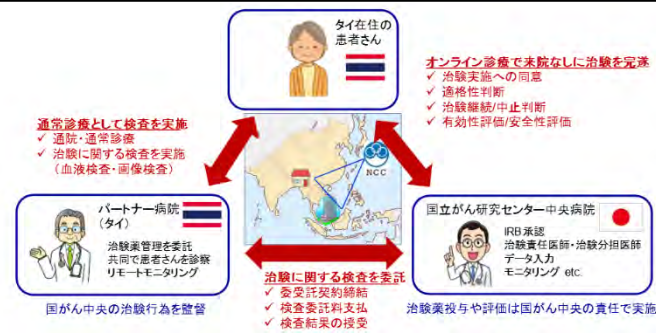 タイ在住の
患者さん
オンライン診療で来院なしに治験を完遂
✓ 治験実施への同意
✓ 適格性判断
✓ 治験継続/中止判断
✓ 有効性評価/安全性評価
通常診療として検査を実施
✓ 通院・通常診療
✓ 治験に関する検査を実施
(血液検査・画像検査)
NCC
パートナー病院
(タイ)
治験薬管理を委託
共同で患者さんを診察
リモートモニタリング
国がん中央の治験行為を監督
国立がん研究センター中央病院
IRB承認
治験責任医師・治験分担医師
データ入力
モニタリング etc.
治験薬投与や評価は国がん中央の責任で実施
治験に関する検査を委託
✓ 委受託契約締結
✓ 検査委託料支払
✓ 検査結果の授受